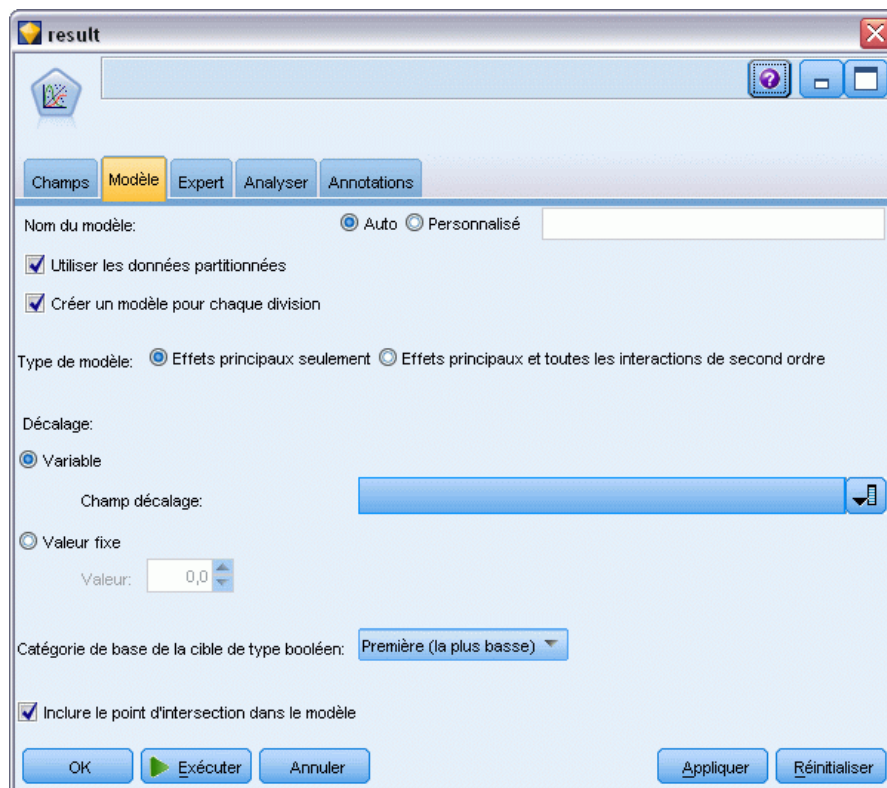 result
Champs Modèle Expert Analyser Annotations
Nom du modèle: Auto Personnalisé
Utiliser les données partitionnées
Créer un modèle pour chaque division
Type de modèle: Effets principaux seulement Effets principaux et toutes les interactions de second ordre
Décalage:
Variable
Champ décalage:
Valeur fixe
Valeur: 0,0
Catégorie de base de la cible de type booléen: Première (la plus basse)
Inclure le point d'intersection dans le modèle
OK Exécuter Annuler Appliquer Réinitialiser